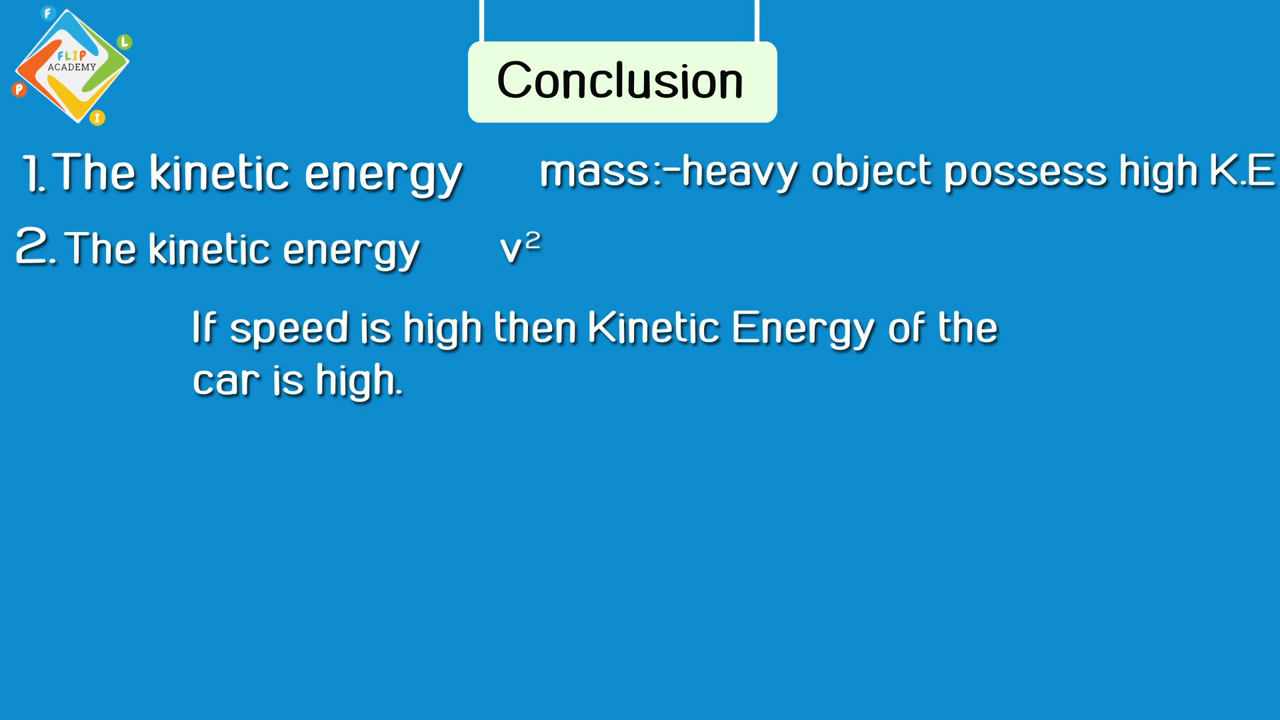 F
L
FLIP
ACADEMY
P
I
Conclusion
1. The kinetic energy mass:-heavy object possess high K.E
2. The kinetic energy v²
If speed is high then Kinetic Energy of the
car is high.